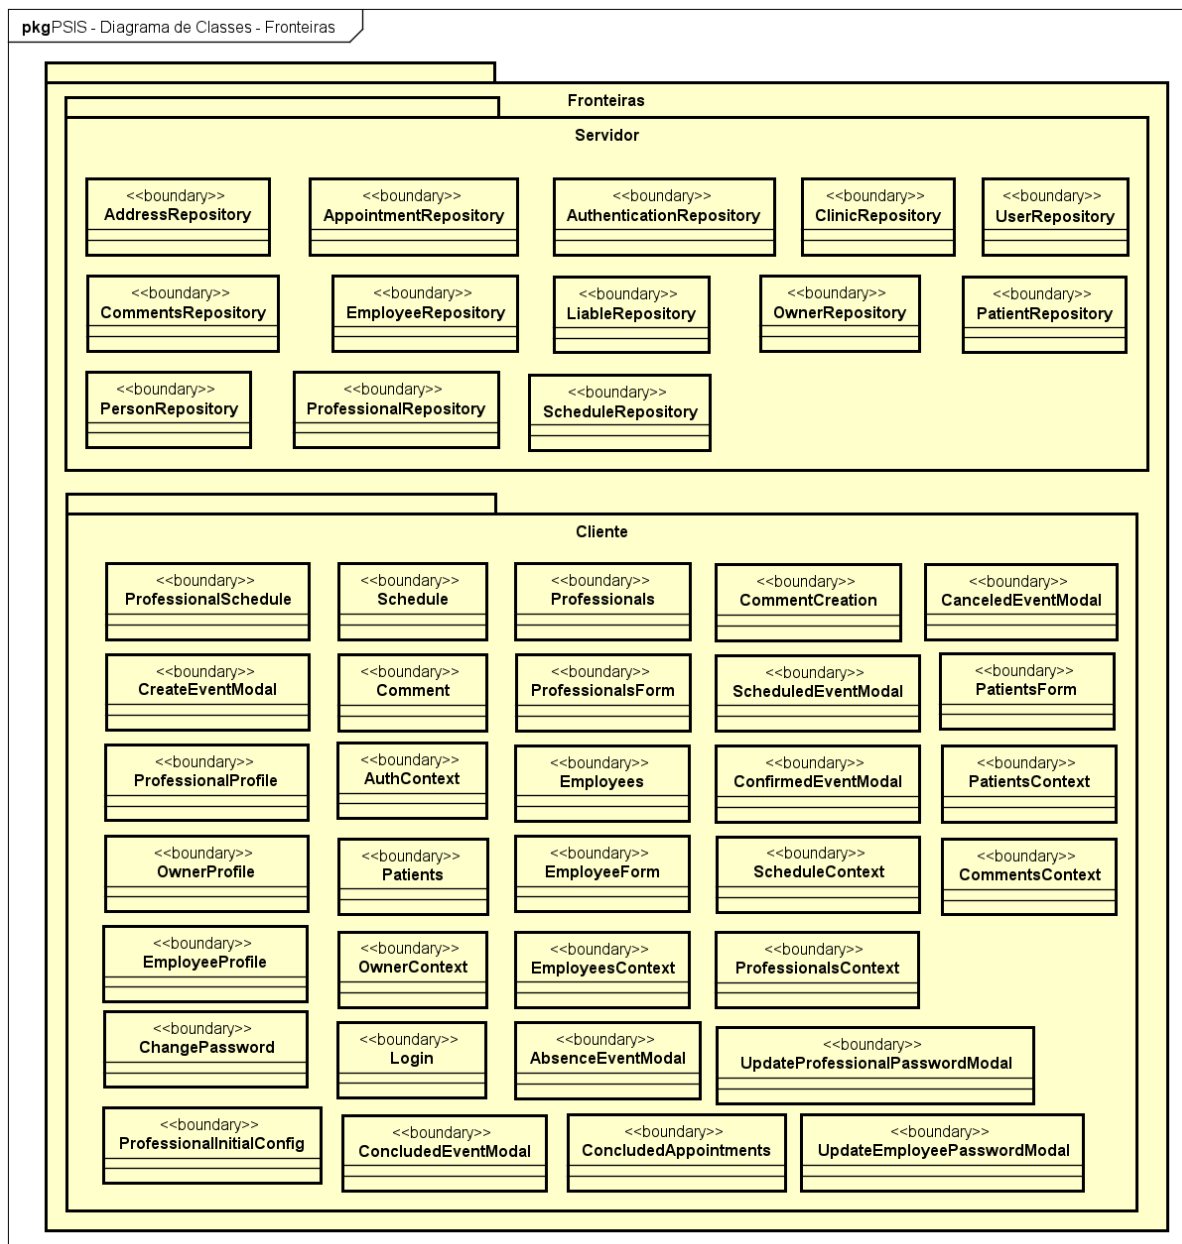 pkgPSIS - Diagrama de Classes - Fronteiras
Fronteiras
Servidor
<<boundary>> <<boundary>> <<boundary>> <<boundary>> <<boundary>>
AddressRepository AppointmentRepository AuthenticationRepository ClinicRepository UserRepository
<<boundary>> <<boundary>> <<boundary>> <<boundary>> <<boundary>>
CommentsRepository EmployeeRepository LiableRepository OwnerRepository PatientRepository
<<boundary>> <<boundary>> <<boundary>>
PersonRepository ProfessionalRepository ScheduleRepository
Cliente
<<boundary>> <<boundary>> <<boundary>> <<boundary>> <<boundary>>
ProfessionalSchedule Schedule Professionals CommentCreation CanceledEventModal
<<boundary>> <<boundary>> <<boundary>> <<boundary>> <<boundary>>
CreateEventModal Comment ProfessionalsForm ScheduledEventModal PatientsForm
<<boundary>> <<boundary>> <<boundary>> <<boundary>> <<boundary>>
ProfessionalProfile AuthContext Employees ConfirmedEventModal PatientsContext
<<boundary>> <<boundary>> <<boundary>> <<boundary>> <<boundary>>
OwnerProfile Patients EmployeeForm ScheduleContext CommentsContext
<<boundary>> <<boundary>> <<boundary>> <<boundary>>
EmployeeProfile OwnerContext EmployeesContext ProfessionalsContext
<<boundary>> <<boundary>> <<boundary>> <<boundary>>
ChangePassword Login AbsenceEventModal UpdateProfessionalPasswordModal
<<boundary>> <<boundary>> <<boundary>> <<boundary>>
ProfessionalInitialConfig ConcludedEventModal ConcludedAppointments UpdateEmployeePasswordModal